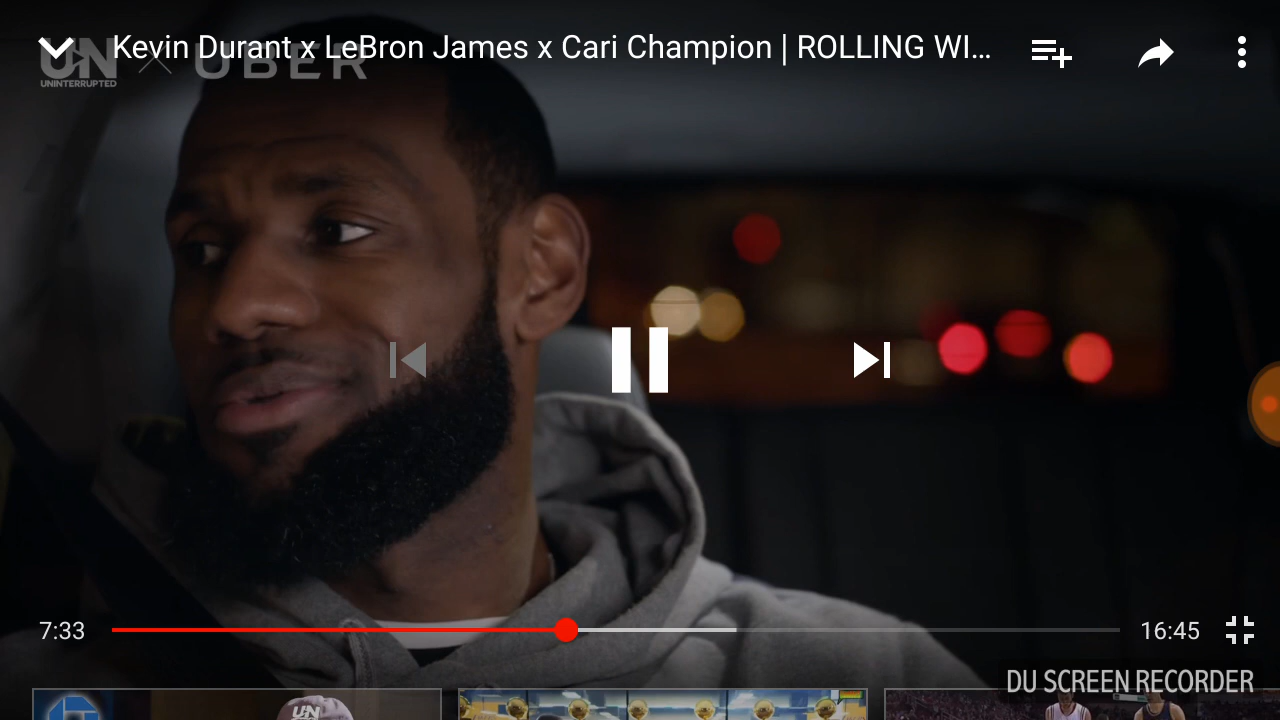 Kevin Durant x LeBron James x Cari Champion | ROLLING WI...
UN × UBER
UNINTERRUPTED
7:33
16:45
DU SCREEN RECORDER
UN